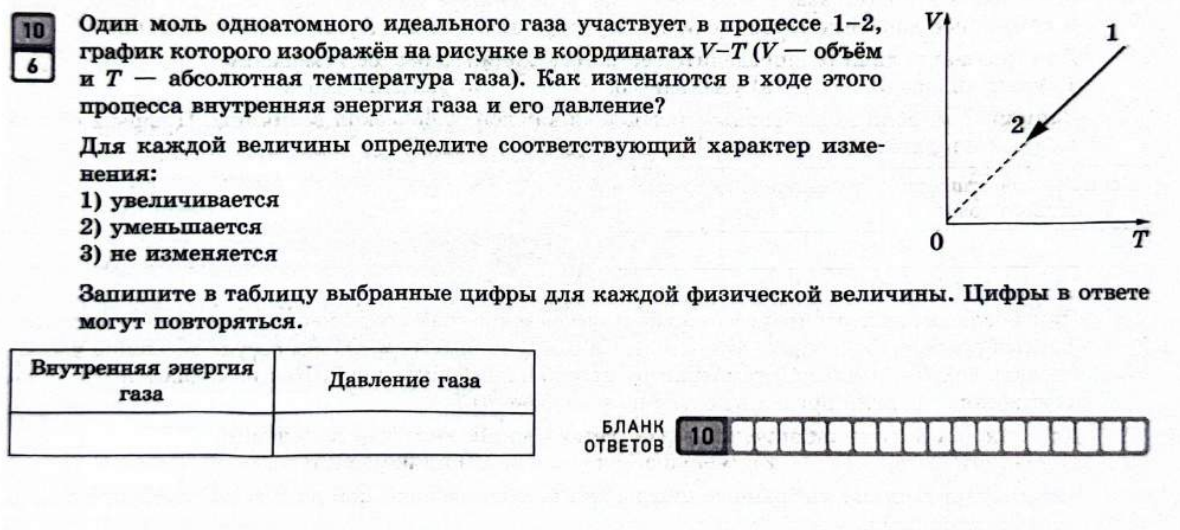 10
6
Один моль одноатомного идеального газа участвует в процессе 1–2,
график которого изображён на рисунке в координатах V–T (V — объём
и T — абсолютная температура газа). Как изменяются в ходе этого
процесса внутренняя энергия газа и его давление?
Для каждой величины определите соответствующий характер изме-
нения:
1) увеличивается
2) уменьшается
3) не изменяется
V
1
2
0
T
Запишите в таблицу выбранные цифры для каждой физической величины. Цифры в ответе
могут повторяться.
Внутренняя энергия
газа
Давление газа
БЛАНК
ОТВЕТОВ
10